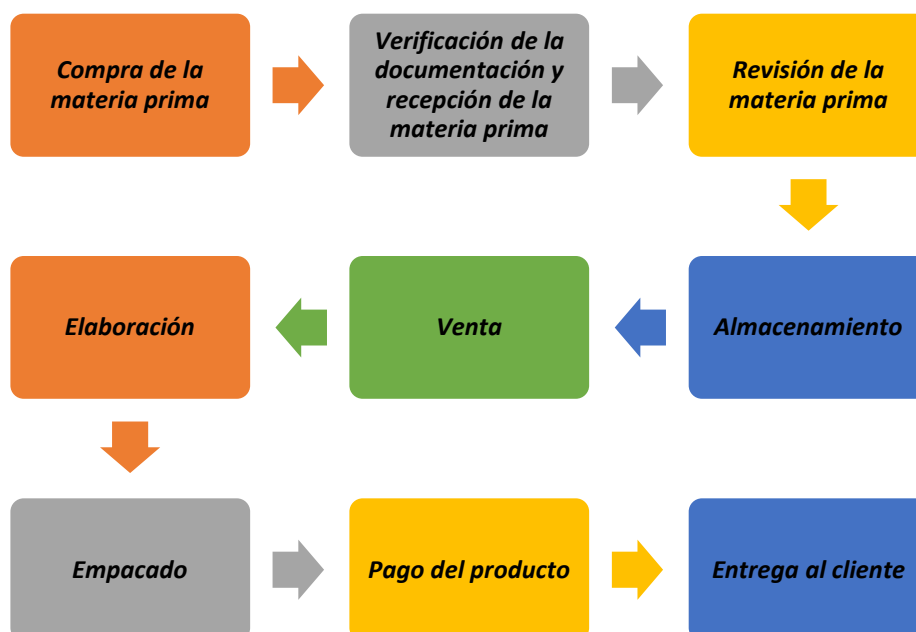 Compra de la
materia prima
Verificación de la
documentación y
recepción de la
materia prima
Revisión de la
materia prima
Almacenamiento
Venta
Elaboración
Empacado
Pago del producto
Entrega al cliente